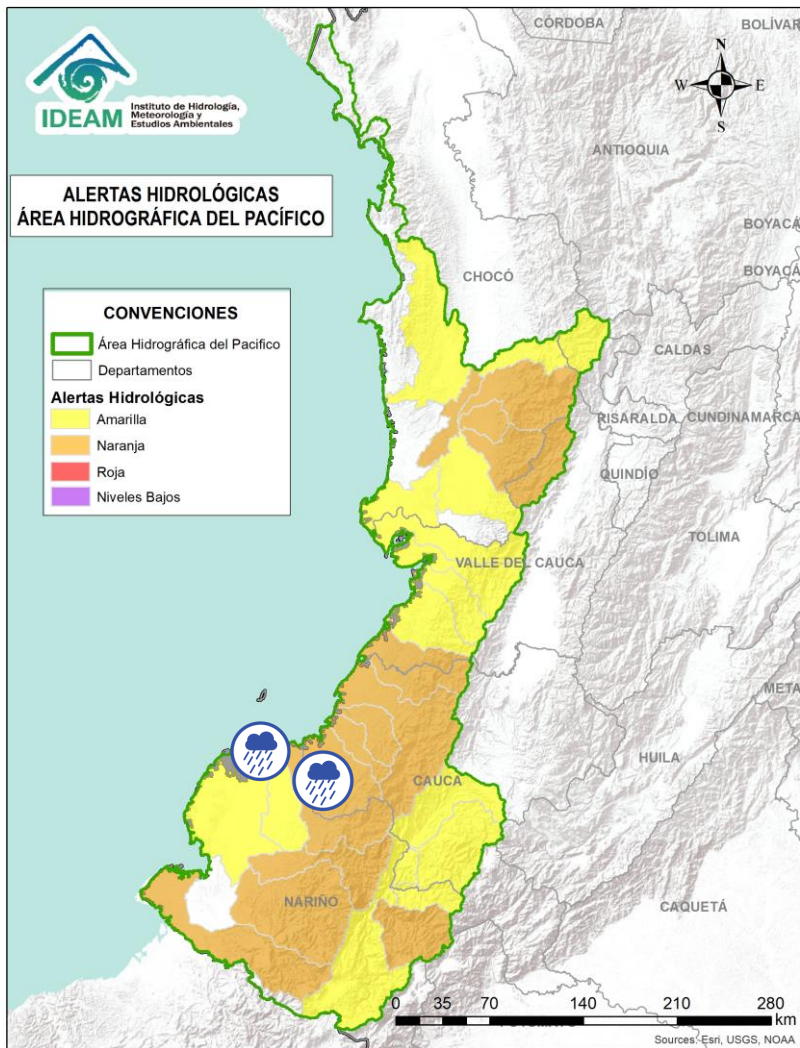 CÓRDOBA
BOLÍVAR
N
W
E
S
IDEAM
Instituto de Hidrología,
Meteorología y
Estudios Ambientales
ANTIOQUIA
ALERTAS HIDROLÓGICAS
ÁREA HIDROGRÁFICA DEL PACÍFICO
BOYACÁ
BOYACÁ
CHOCÓ
CONVENCIONES
Área Hidrográfica del Pacifico
Departamentos
Alertas Hidrológicas
Amarilla
Naranja
Roja
Niveles Bajos
CALDAS
RISARALDA
CUNDINAMARCA
QUINDÍO
TOLIMA
VALLE DEL CAUCA
META
HUILA
CAUCA
NARIÑO
CAQUETÁ
0 35 70 140 210 280
km
Sources: Esri, USGS, NOAA